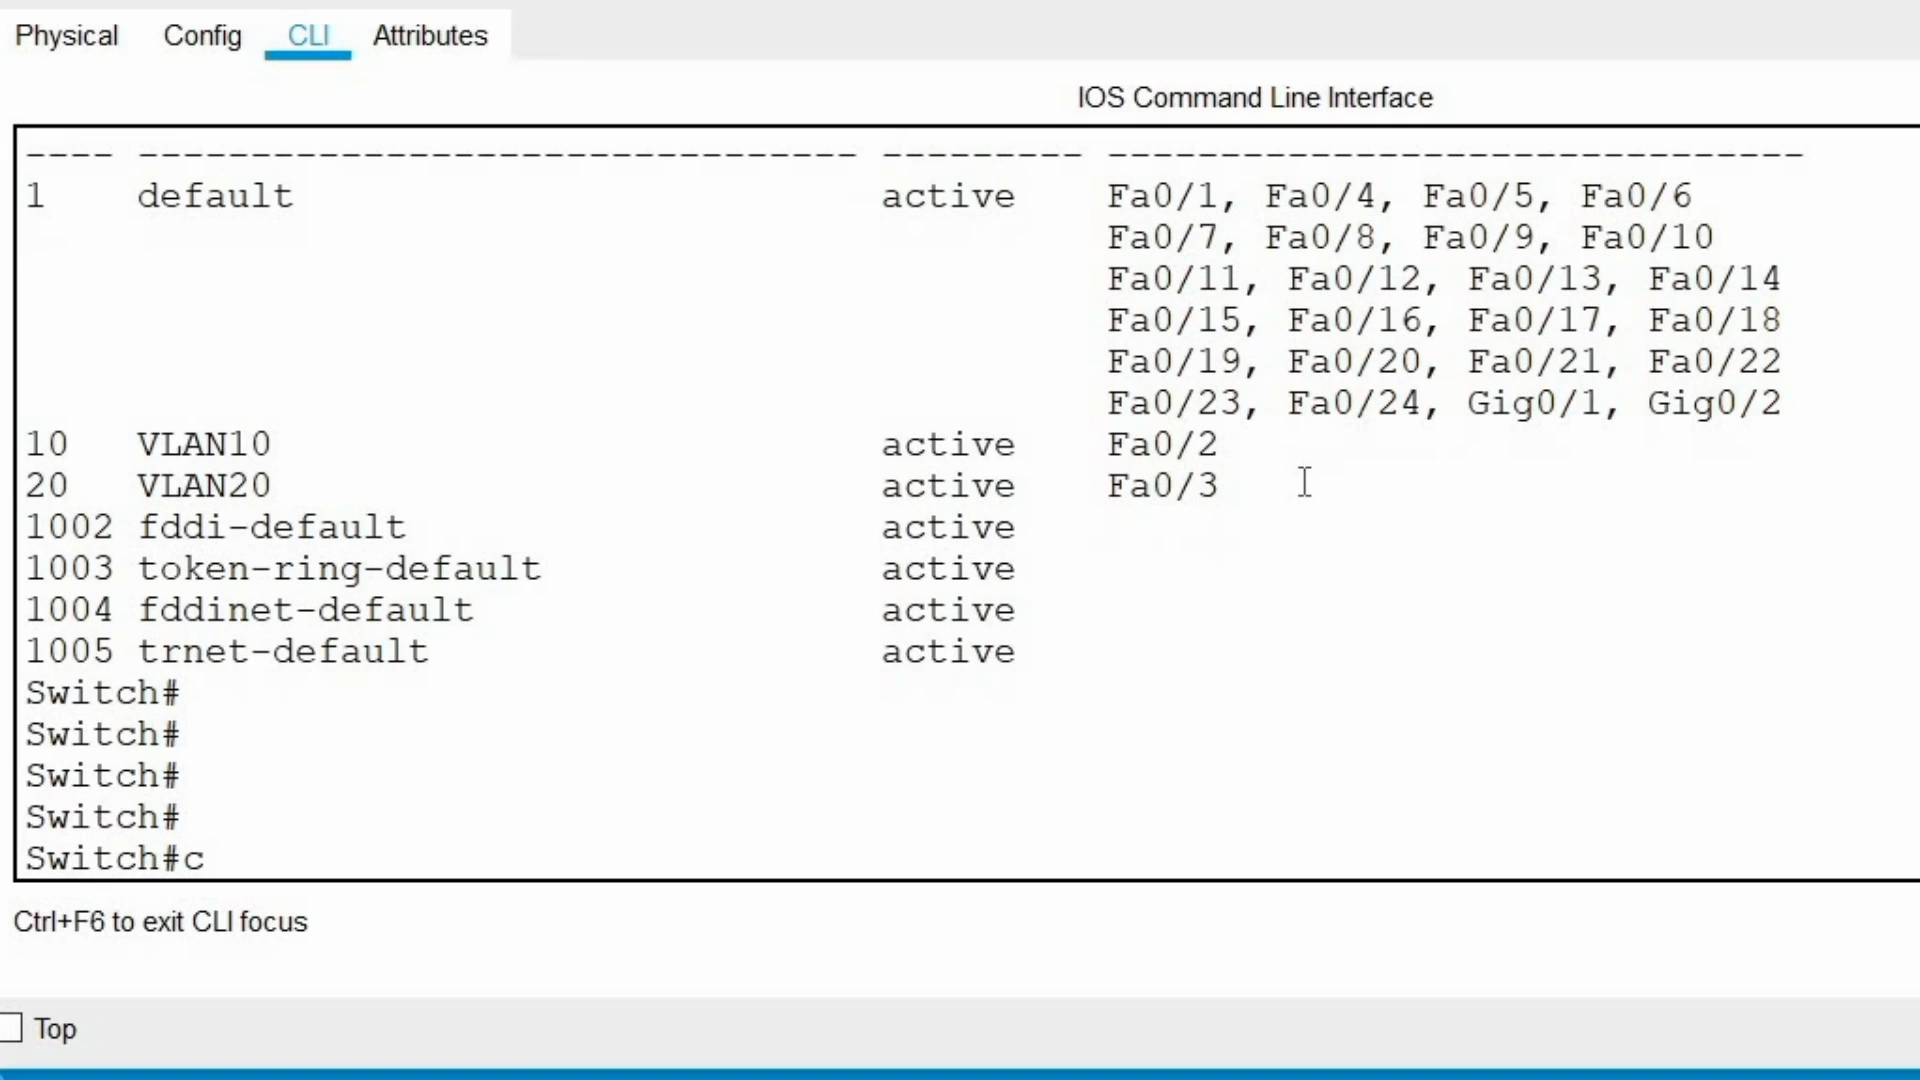 Physical Config CLI Attributes
IOS Command Line Interface
---- -------------------------------- --------- -------------------------------
1    default                          active    Fa0/1, Fa0/4, Fa0/5, Fa0/6
                                                Fa0/7, Fa0/8, Fa0/9, Fa0/10
                                                Fa0/11, Fa0/12, Fa0/13, Fa0/14
                                                Fa0/15, Fa0/16, Fa0/17, Fa0/18
                                                Fa0/19, Fa0/20, Fa0/21, Fa0/22
                                                Fa0/23, Fa0/24, Gig0/1, Gig0/2
10   VLAN10                           active    Fa0/2
20   VLAN20                           active    Fa0/3
1002 fddi-default                     active
1003 token-ring-default               active
1004 fddinet-default                  active
1005 trnet-default                    active
Switch#
Switch#
Switch#
Switch#
Switch#c
Ctrl+F6 to exit CLI focus
Top